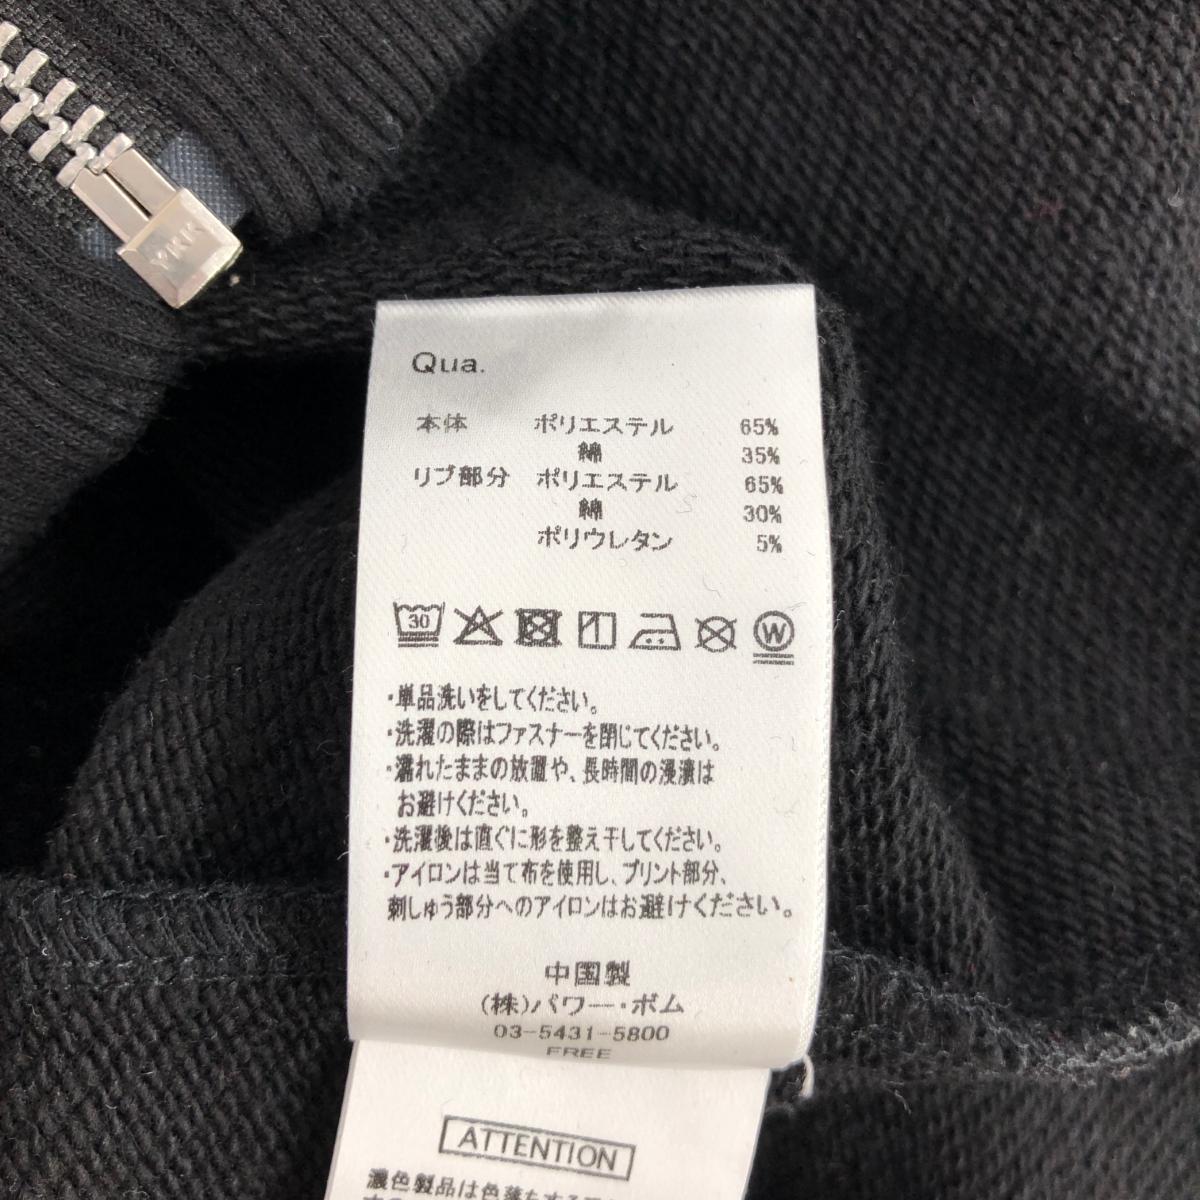 YKK
Qua.
本体 ポリエステル 65%
綿 35%
リブ部分 ポリエステル 65%
綿 30%
ポリウレタン 5%
30
W
・単品洗いをしてください。
・洗濯の際はファスナーを閉じてください。
・濡れたままの放置や、長時間の浸漬は
お避けください。
・洗濯後は直ぐに形を整え干してください。
・アイロンは当て布を使用し、プリント部分、
刺しゅう部分へのアイロンはお避けください。
中国製
(株)パワー・ボム
03-5431-5800
FREE
ATTENTION
濃色製品は色落ちする